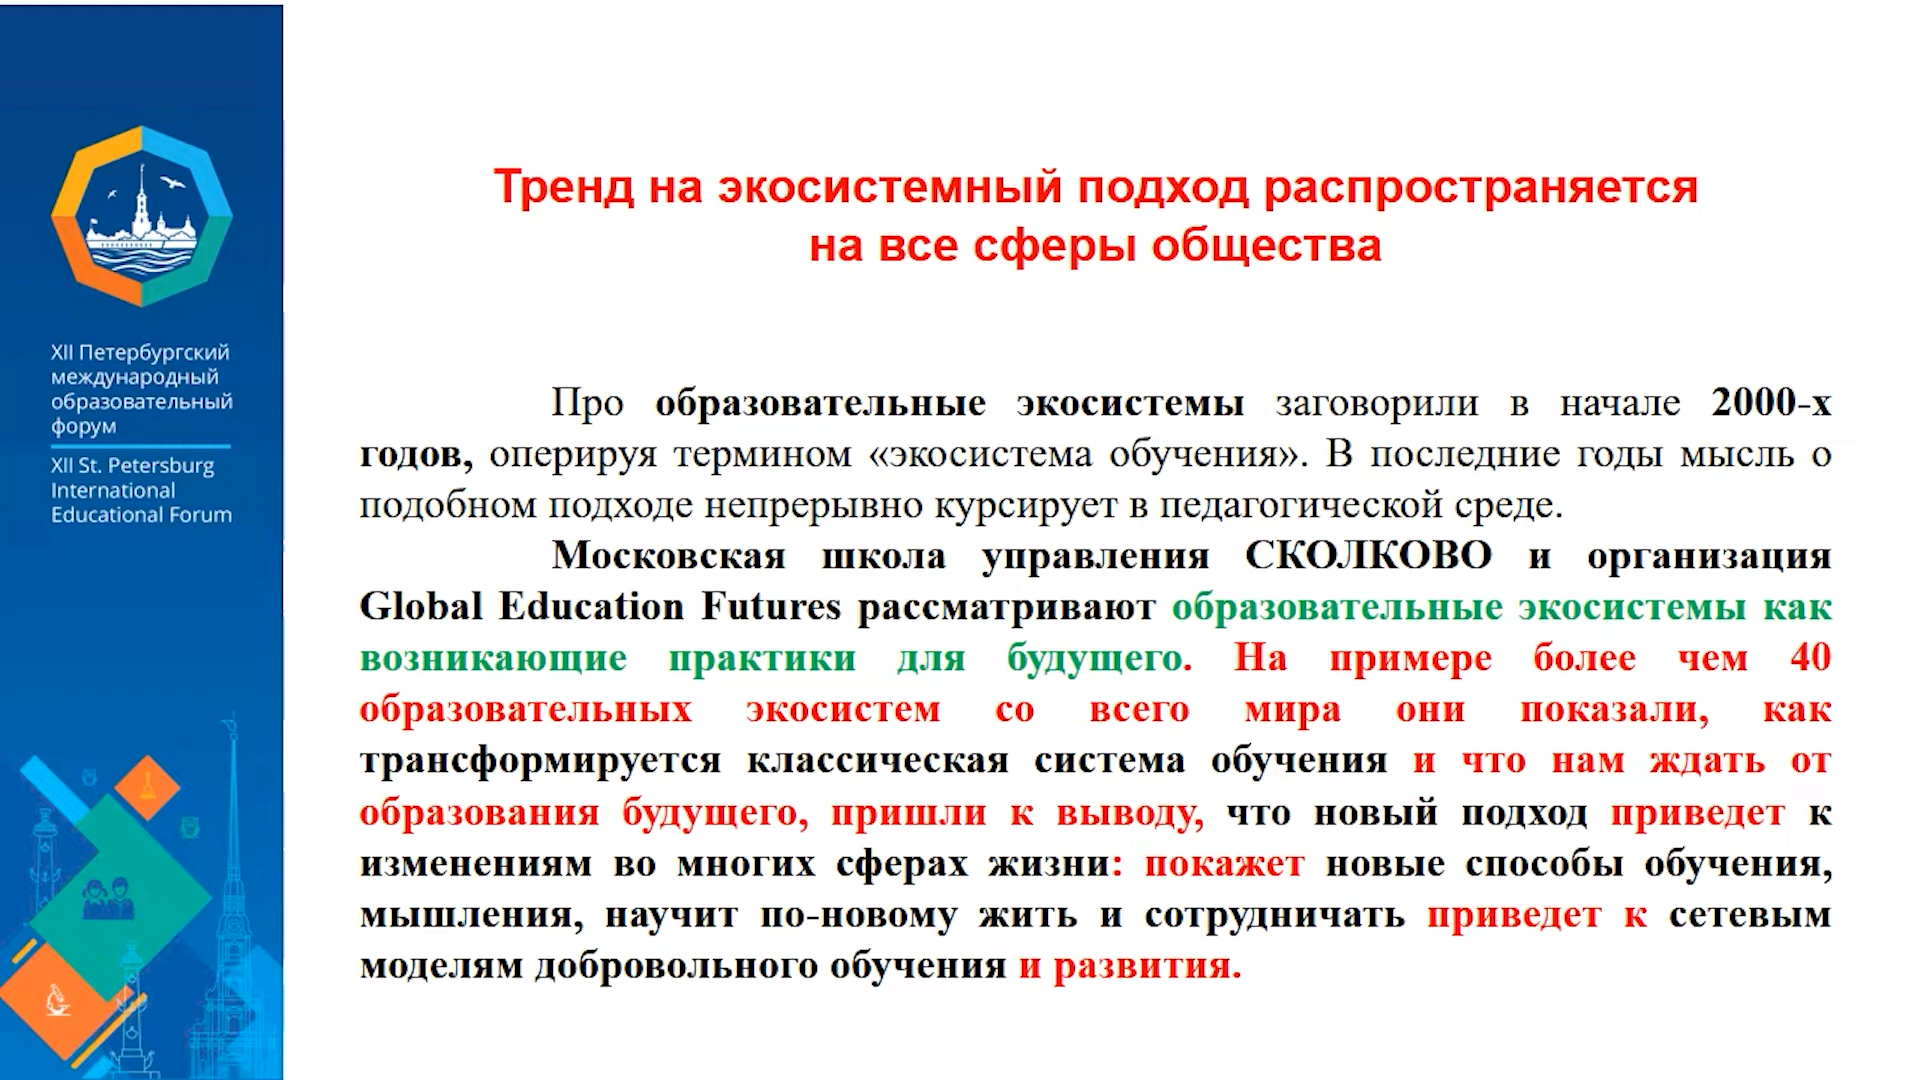 XII Петербургский
международный
образовательный
форум
XII St. Petersburg
International
Educational Forum
Тренд на экосистемный подход распространяется
на все сферы общества
Про образовательные экосистемы заговорили в начале 2000-х
годов, оперируя термином «экосистема обучения». В последние годы мысль о
подобном подходе непрерывно курсирует в педагогической среде.
Московская школа управления СКОЛКОВО и организация
Global Education Futures рассматривают образовательные экосистемы как
возникающие практики для будущего. На примере более чем 40
образовательных экосистем со всего мира они показали, как
трансформируется классическая система обучения и что нам ждать от
образования будущего, пришли к выводу, что новый подход приведет к
изменениям во многих сферах жизни: покажет новые способы обучения,
мышления, научит по-новому жить и сотрудничать приведет к сетевым
моделям добровольного обучения и развития.